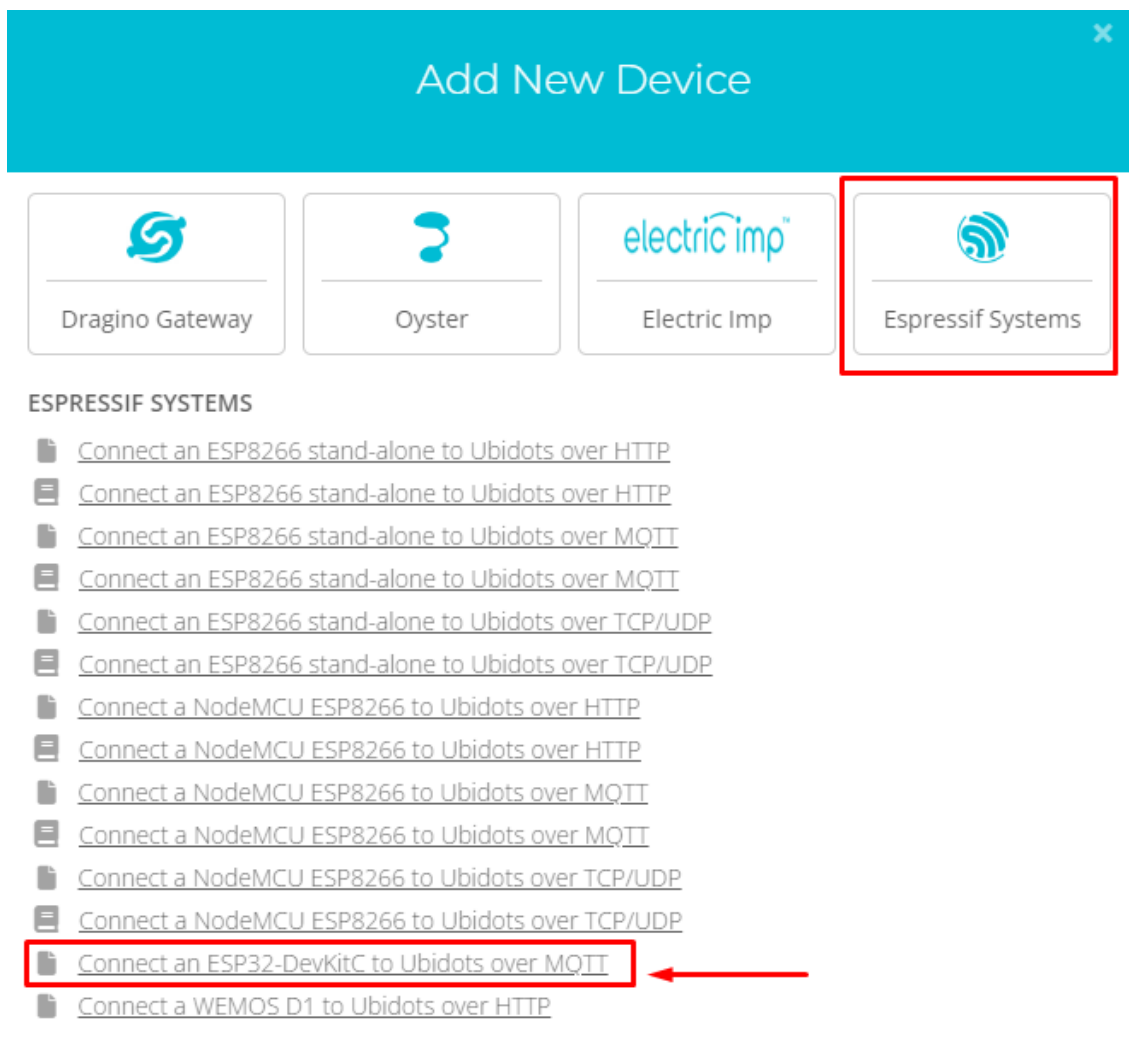 Add New Device
electric imp™
Dragino Gateway
Oyster
Electric Imp
Espressif Systems
ESPRESSIF SYSTEMS
Connect an ESP8266 stand-alone to Ubidots over HTTP
Connect an ESP8266 stand-alone to Ubidots over HTTP
Connect an ESP8266 stand-alone to Ubidots over MQTT
Connect an ESP8266 stand-alone to Ubidots over MQTT
Connect an ESP8266 stand-alone to Ubidots over TCP/UDP
Connect an ESP8266 stand-alone to Ubidots over TCP/UDP
Connect a NodeMCU ESP8266 to Ubidots over HTTP
Connect a NodeMCU ESP8266 to Ubidots over HTTP
Connect a NodeMCU ESP8266 to Ubidots over MQTT
Connect a NodeMCU ESP8266 to Ubidots over MQTT
Connect a NodeMCU ESP8266 to Ubidots over TCP/UDP
Connect a NodeMCU ESP8266 to Ubidots over TCP/UDP
Connect an ESP32-DevKitC to Ubidots over MQTT
Connect a WEMOS D1 to Ubidots over HTTP